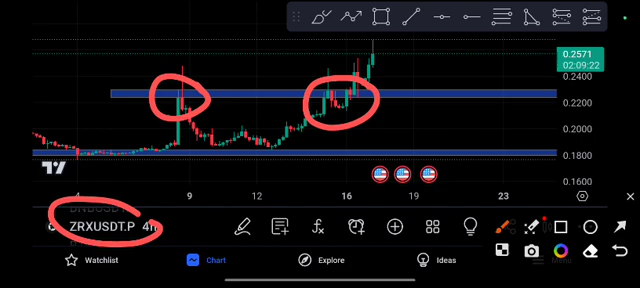 0.2571
02:09:22
0.2400
0.2200
0.2000
0.1800
0.1600
4 9 12 16 19 23
ZRXUSDT.P 4h
Watchlist
Chart
Explore
Ideas
Menu